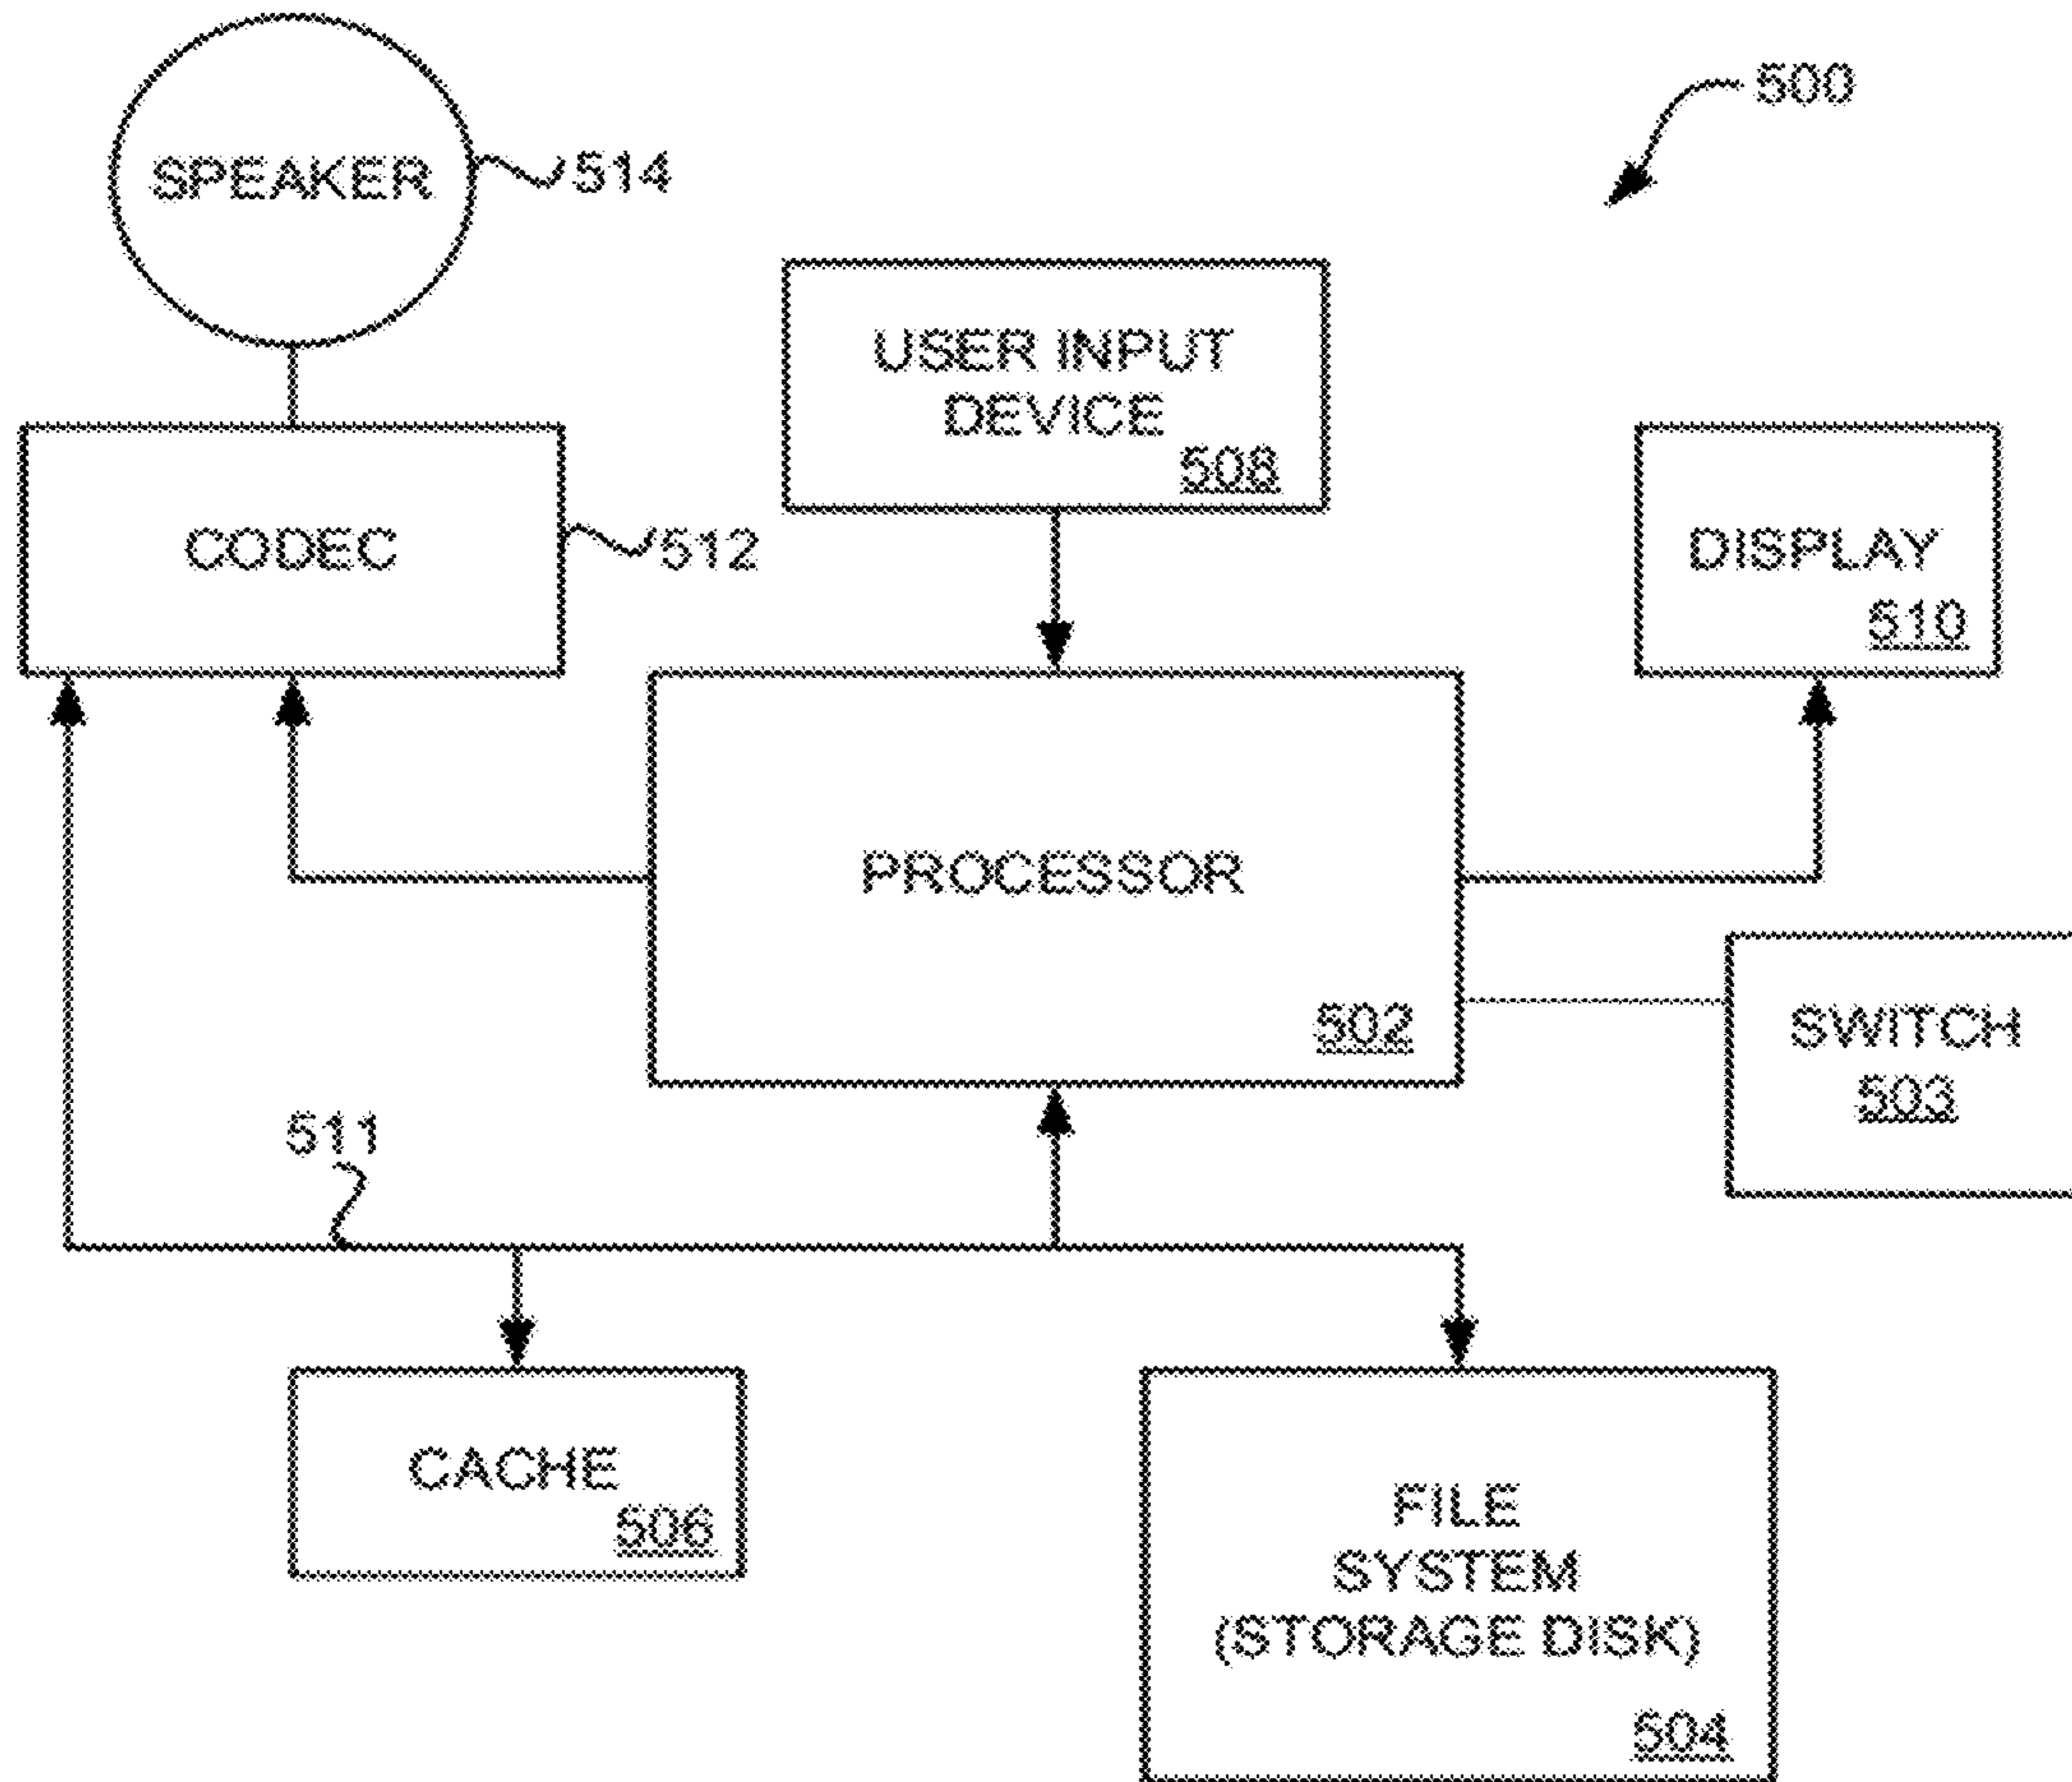 500
SPEAKER
514
USER INPUT
DEVICE
508
CODEC
512
DISPLAY
510
PROCESSOR
502
SWITCH
503
511
CACHE
506
FILE
SYSTEM
(STORAGE DISK)
504